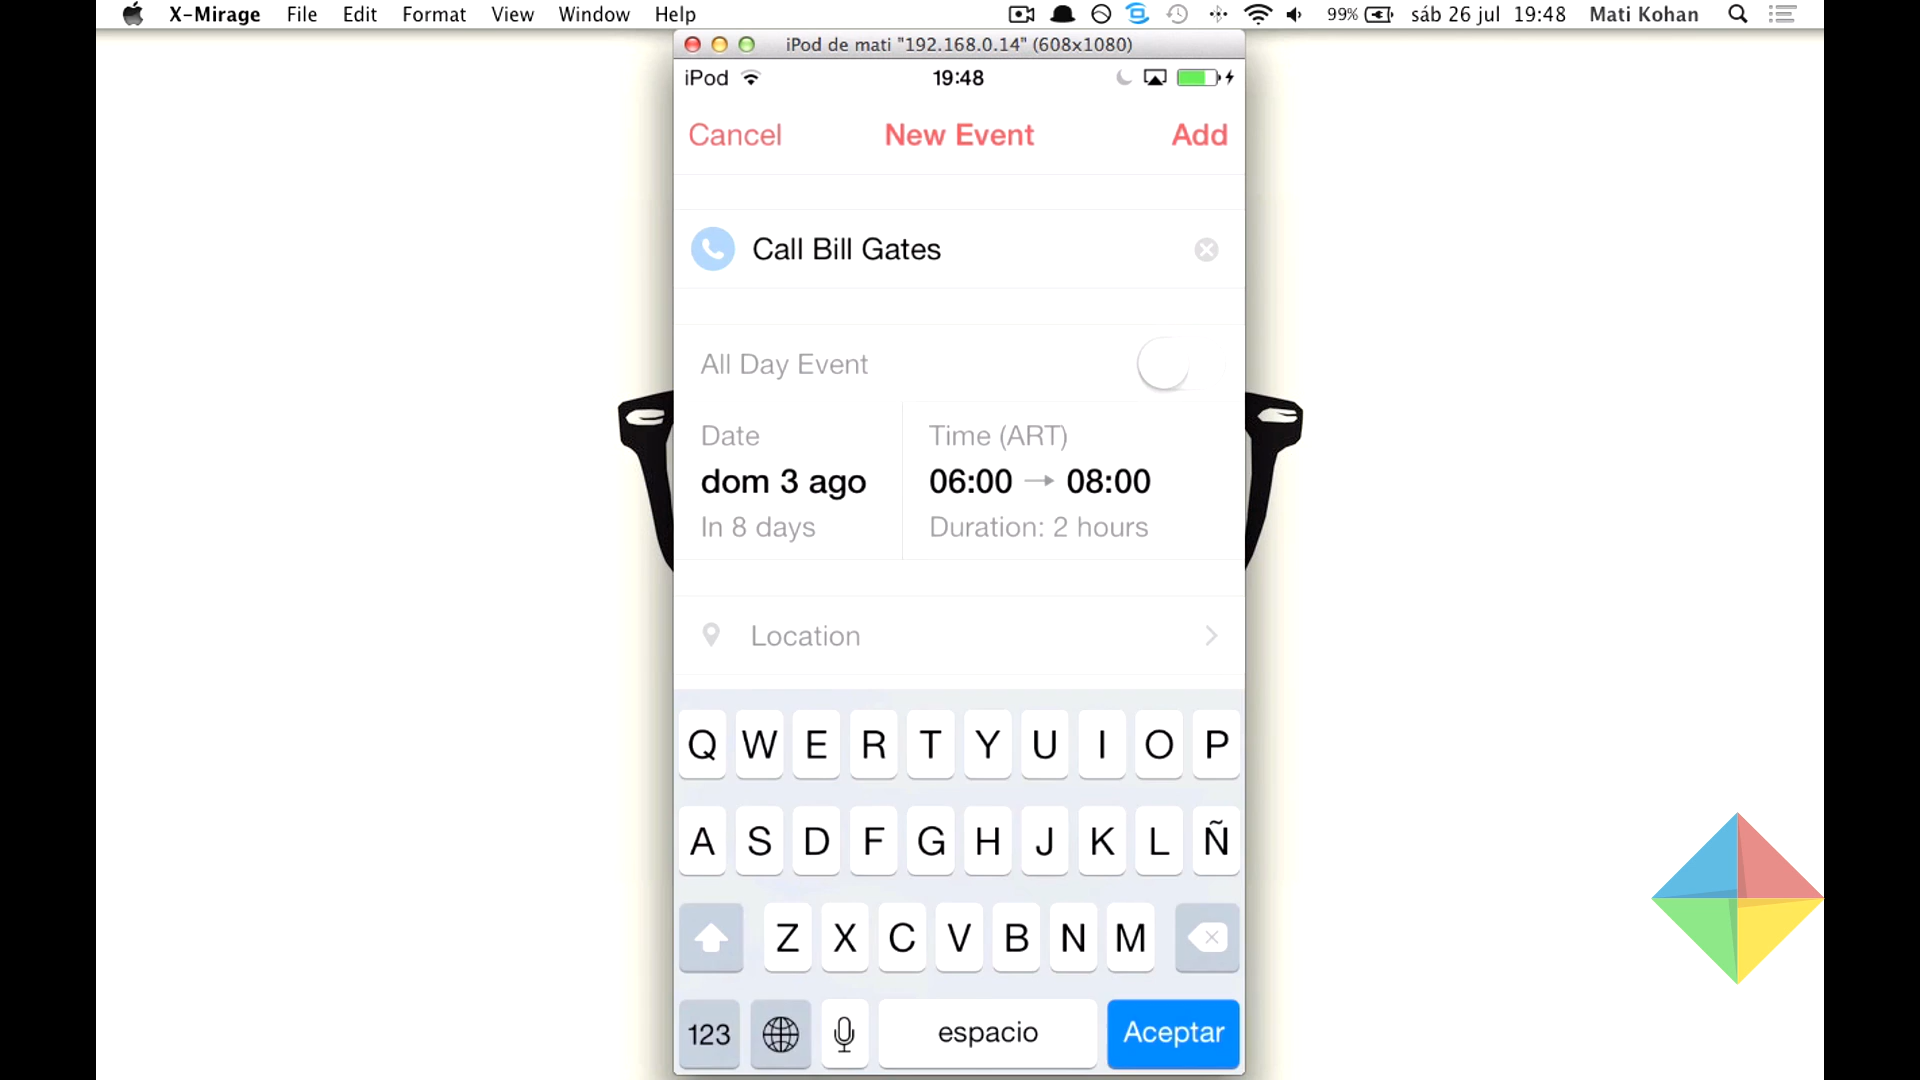 X-Mirage File Edit Format View Window Help 99% sáb 26 jul 19:48 Mati Kohan
iPod de mati "192.168.0.14" (608x1080)
iPod 19:48
Cancel New Event Add
Call Bill Gates
All Day Event
Date Time (ART)
dom 3 ago 06:00 → 08:00
In 8 days Duration: 2 hours
Location
Q W E R T Y U I O P
A S D F G H J K L Ñ
Z X C V B N M
123 espacio Aceptar